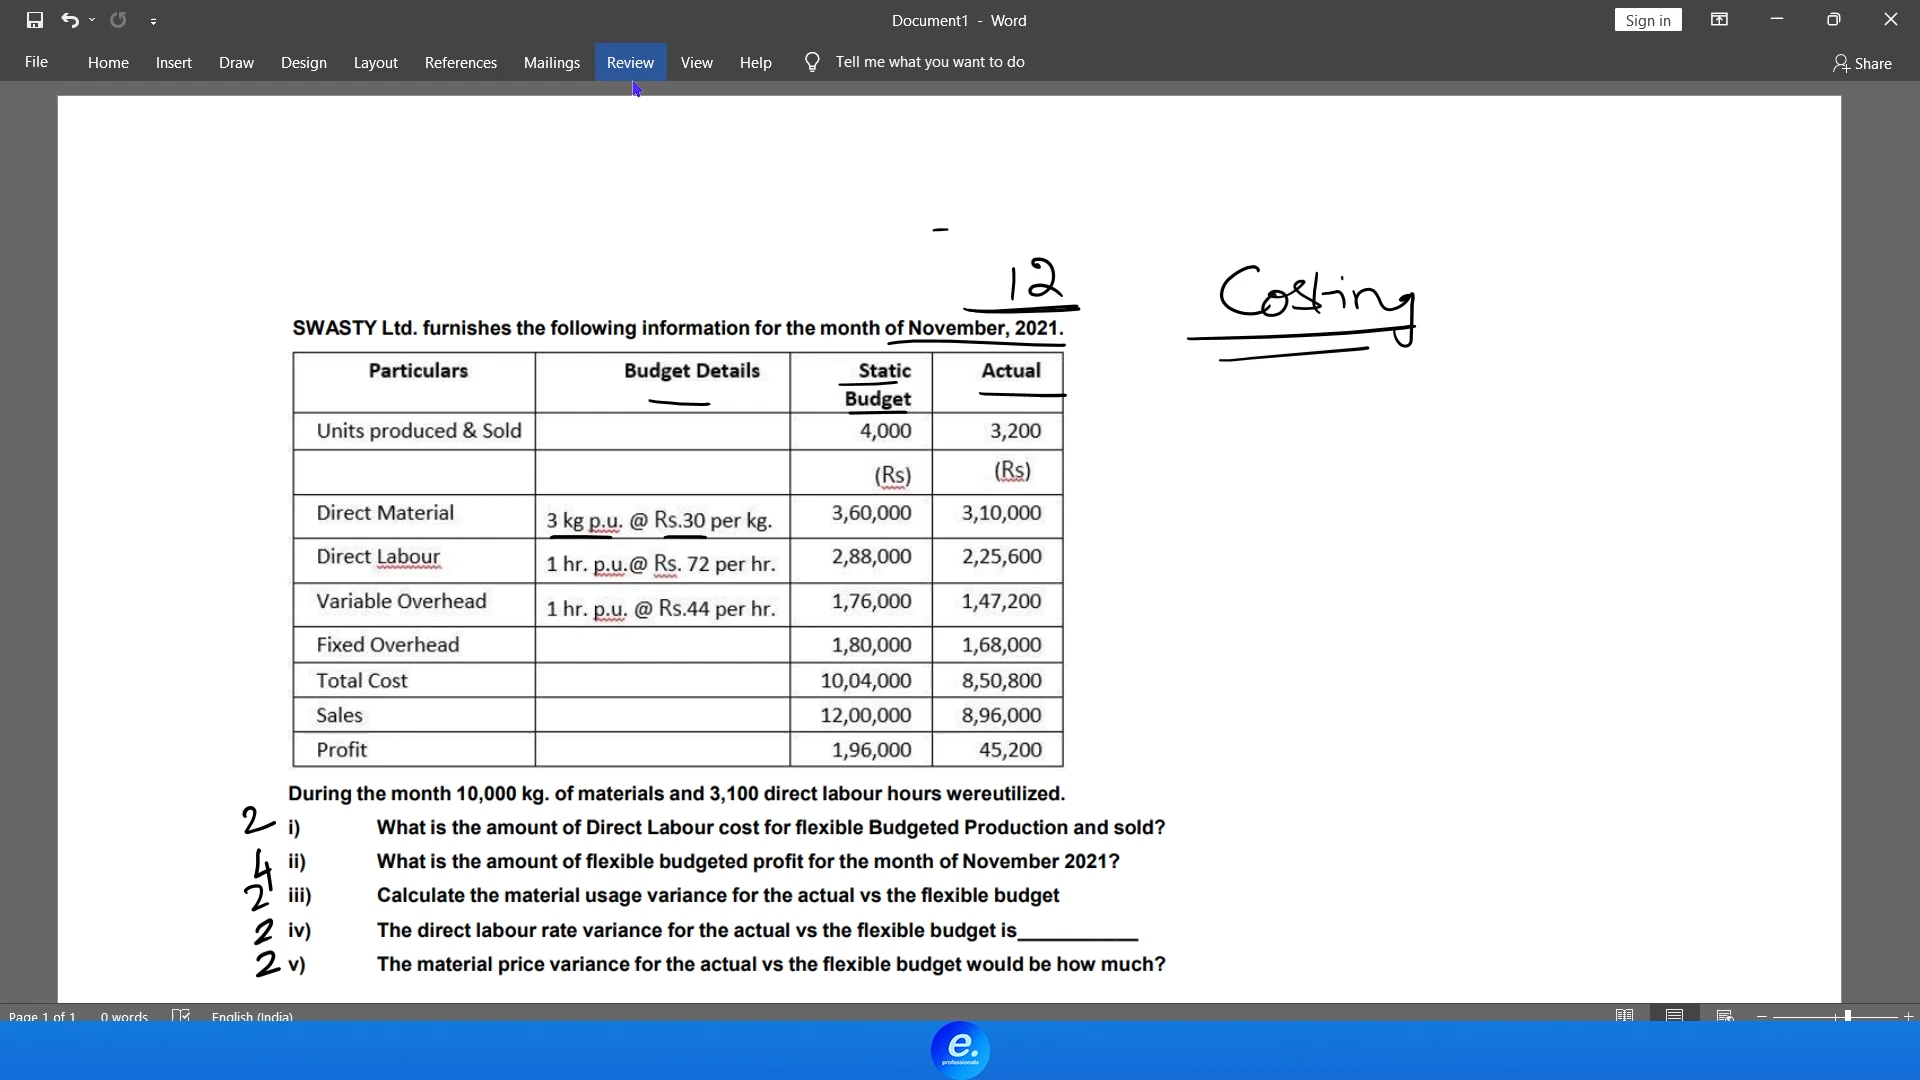 Document1 - Word
Sign in
File Home Insert Draw Design Layout References Mailings Review View Help Tell me what you want to do
Share
12
Costing
SWASTY Ltd. furnishes the following information for the month of November, 2021.
Particulars Budget Details Static Budget Actual
Units produced & Sold 4,000 3,200
(Rs) (Rs)
Direct Material 3 kg p.u. @ Rs.30 per kg. 3,60,000 3,10,000
Direct Labour 1 hr. p.u.@ Rs. 72 per hr. 2,88,000 2,25,600
Variable Overhead 1 hr. p.u. @ Rs.44 per hr. 1,76,000 1,47,200
Fixed Overhead 1,80,000 1,68,000
Total Cost 10,04,000 8,50,800
Sales 12,00,000 8,96,000
Profit 1,96,000 45,200
During the month 10,000 kg. of materials and 3,100 direct labour hours wereutilized.
2 i) What is the amount of Direct Labour cost for flexible Budgeted Production and sold?
4 ii) What is the amount of flexible budgeted profit for the month of November 2021?
2 iii) Calculate the material usage variance for the actual vs the flexible budget
2 iv) The direct labour rate variance for the actual vs the flexible budget is___________
2 v) The material price variance for the actual vs the flexible budget would be how much?
Page 1 of 1 0 words English (India)
e.
professionals